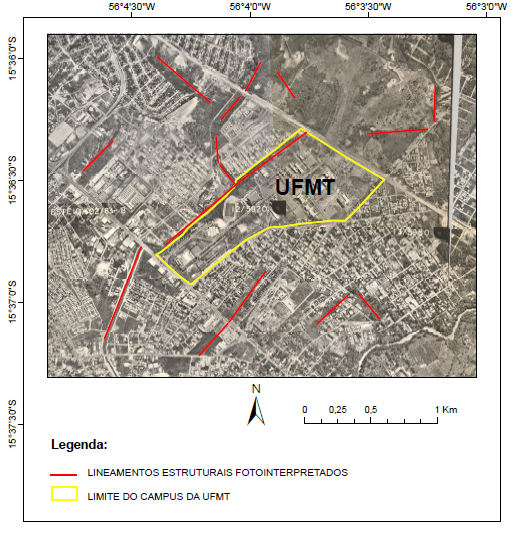 56°4'30"W 56°4'0"W 56°3'30"W 56°3'0"W
15°36'0"S
15°36'30"S
15°37'0"S
15°37'30"S
UFMT
N
0 0,25 0,5 1 Km
Legenda:
LINEAMENTOS ESTRUTURAIS FOTOINTERPRETADOS
LIMITE DO CAMPUS DA UFMT